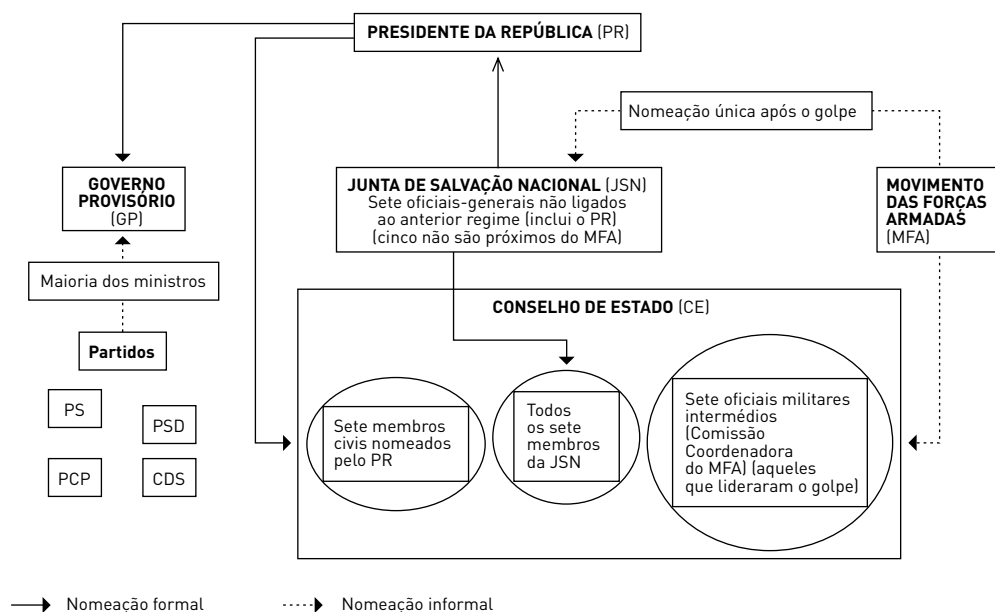 PRESIDENTE DA REPÚBLICA (PR)
Nomeação única após o golpe
GOVERNO
PROVISÓRIO
(GP)
JUNTA DE SALVAÇÃO NACIONAL (JSN)
Sete oficiais-generais não ligados
ao anterior regime (inclui o PR)
(cinco não são próximos do MFA)
MOVIMENTO
DAS FORÇAS
ARMADAS
(MFA)
Maioria dos ministros
Partidos
PS
PSD
PCP
CDS
CONSELHO DE ESTADO (CE)
Sete membros
civis nomeados
pelo PR
Todos
os sete
membros
da JSN
Sete oficiais militares
intermédios
(Comissão
Coordenadora
do MFA) (aqueles
que lideraram o golpe)
Nomeação formal
Nomeação informal